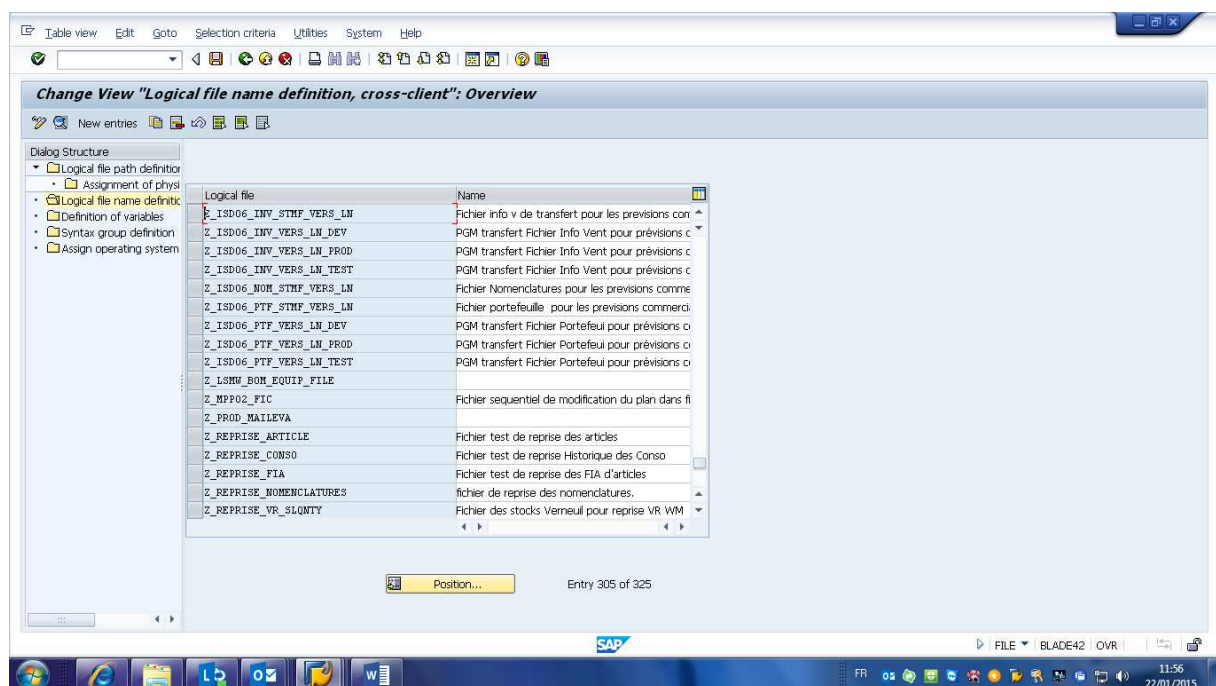 Table view Edit Goto Selection criteria Utilities System Help
Change View "Logical file name definition, cross-client": Overview
New entries
Dialog Structure
Logical file path definition
Assignment of physi
Logical file name definitic
Definition of variables
Syntax group definition
Assign operating system
Logical file Name
Z_ISD06_INV_STMF_VERS_LN Fichier info v de transfert pour les previsions con
Z_ISD06_INV_VERS_LN_DEV PGM transfert Fichier Info Vent pour prévisions c
Z_ISD06_INV_VERS_LN_PROD PGM transfert Fichier Info Vent pour prévisions c
Z_ISD06_INV_VERS_LN_TEST PGM transfert Fichier Info Vent pour prévisions c
Z_ISD06_NOM_STMF_VERS_LN Fichier Nomenclatures pour les previsions comme
Z_ISD06_PTF_STMF_VERS_LN Fichier portefeuille pour les previsions commerci
Z_ISD06_PTF_VERS_LN_DEV PGM transfert Fichier Portefeui pour prévisions c
Z_ISD06_PTF_VERS_LN_PROD PGM transfert Fichier Portefeui pour prévisions c
Z_ISD06_PTF_VERS_LN_TEST PGM transfert Fichier Portefeui pour prévisions c
Z_LSMW_BOM_EQUIP_FILE
Z_MPP02_FIC Fichier sequentiel de modification du plan dans fi
Z_PROD_MAILEVA
Z_REPRISE_ARTICLE Fichier test de reprise des articles
Z_REPRISE_CONSO Fichier test de reprise Historique des Conso
Z_REPRISE_FIA Fichier test de reprise des FIA d'articles
Z_REPRISE_NOMENCLATURES fichier de reprise des nomenclatures.
Z_REPRISE_VR_SLQNTY Fichier des stocks Verneuil pour reprise VR WM
Position... Entry 305 of 325
SAP FILE BLADE42 OVR
FR 11:56
22/01/2015